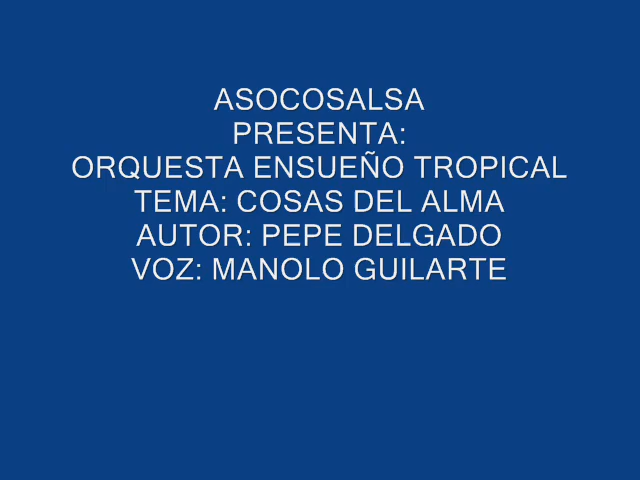 ASOCOSALSA
PRESENTA:
ORQUESTA ENSUEÑO TROPICAL
TEMA: COSAS DEL ALMA
AUTOR: PEPE DELGADO
VOZ: MANOLO GUILARTE